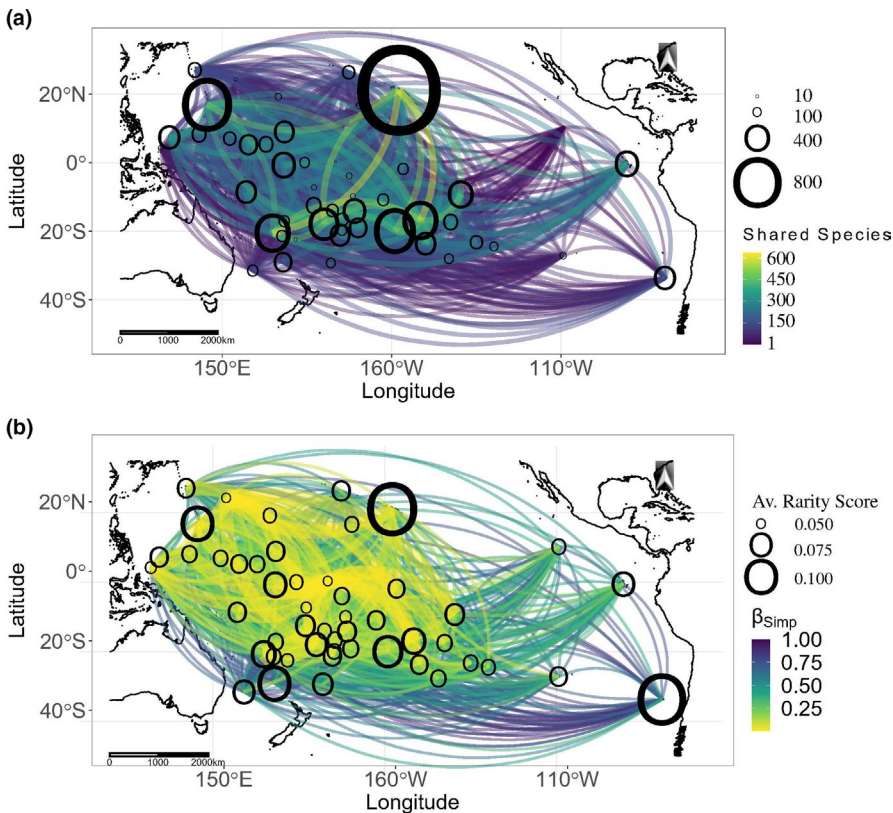 (a)
20°N
0°
20°S
40°S
Latitude
0 1000 2000km
150°E 160°W 110°W
Longitude
10
100
400
800
Shared Species
600
450
300
150
1
(b)
20°N
0°
20°S
40°S
Latitude
0 1000 2000km
150°E 160°W 110°W
Longitude
Av. Rarity Score
0.050
0.075
0.100
βSimp
1.00
0.75
0.50
0.25